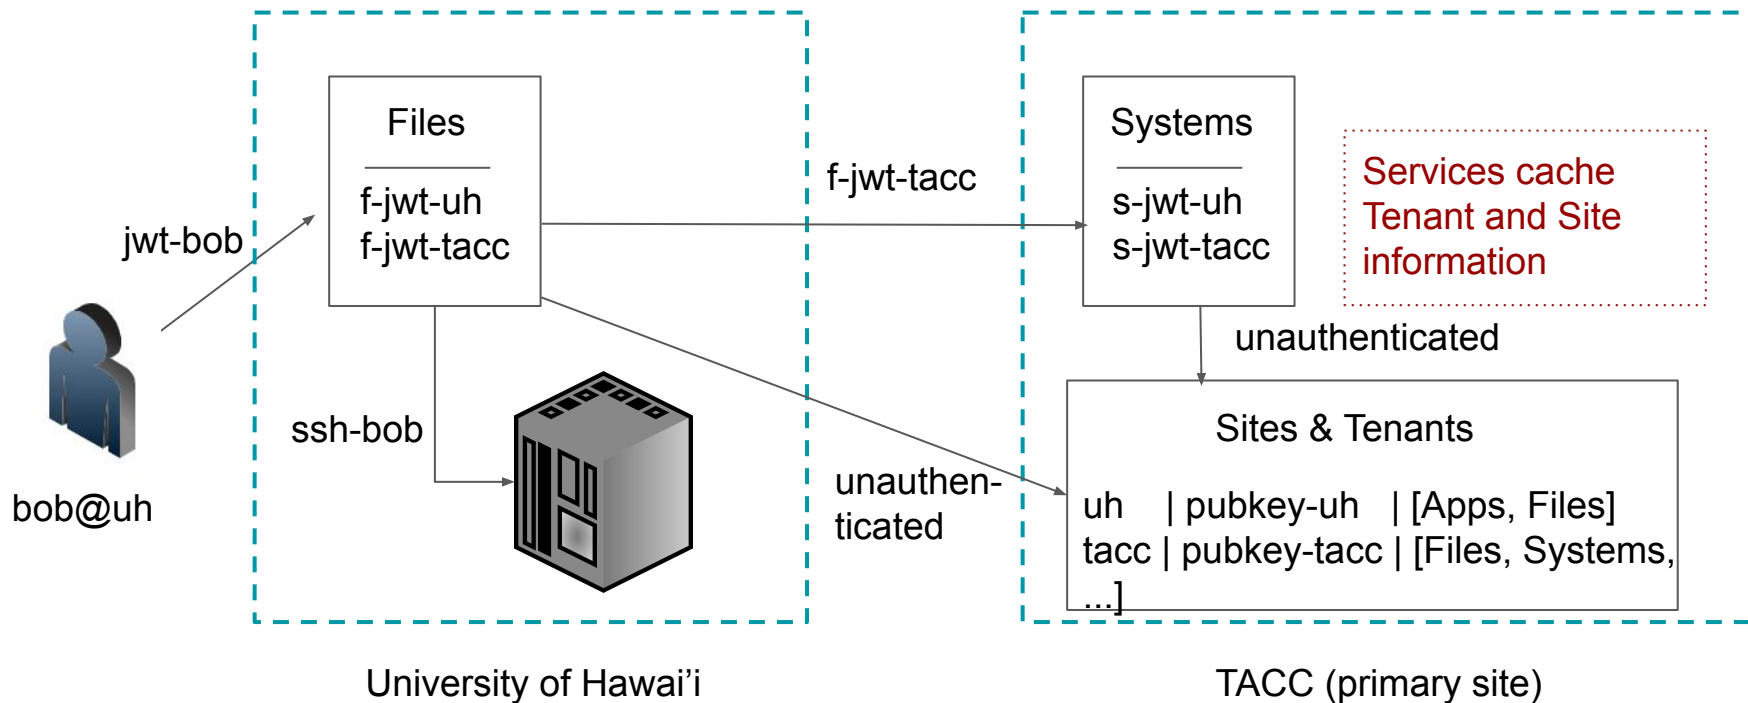 Files
f-jwt-uh
f-jwt-tacc
jwt-bob
bob@uh
ssh-bob
f-jwt-tacc
unauthen-
ticated
Systems
s-jwt-uh
s-jwt-tacc
Services cache
Tenant and Site
information
unauthenticated
Sites & Tenants
uh | pubkey-uh | [Apps, Files]
tacc | pubkey-tacc | [Files, Systems,
...]
University of Hawai’i
TACC (primary site)